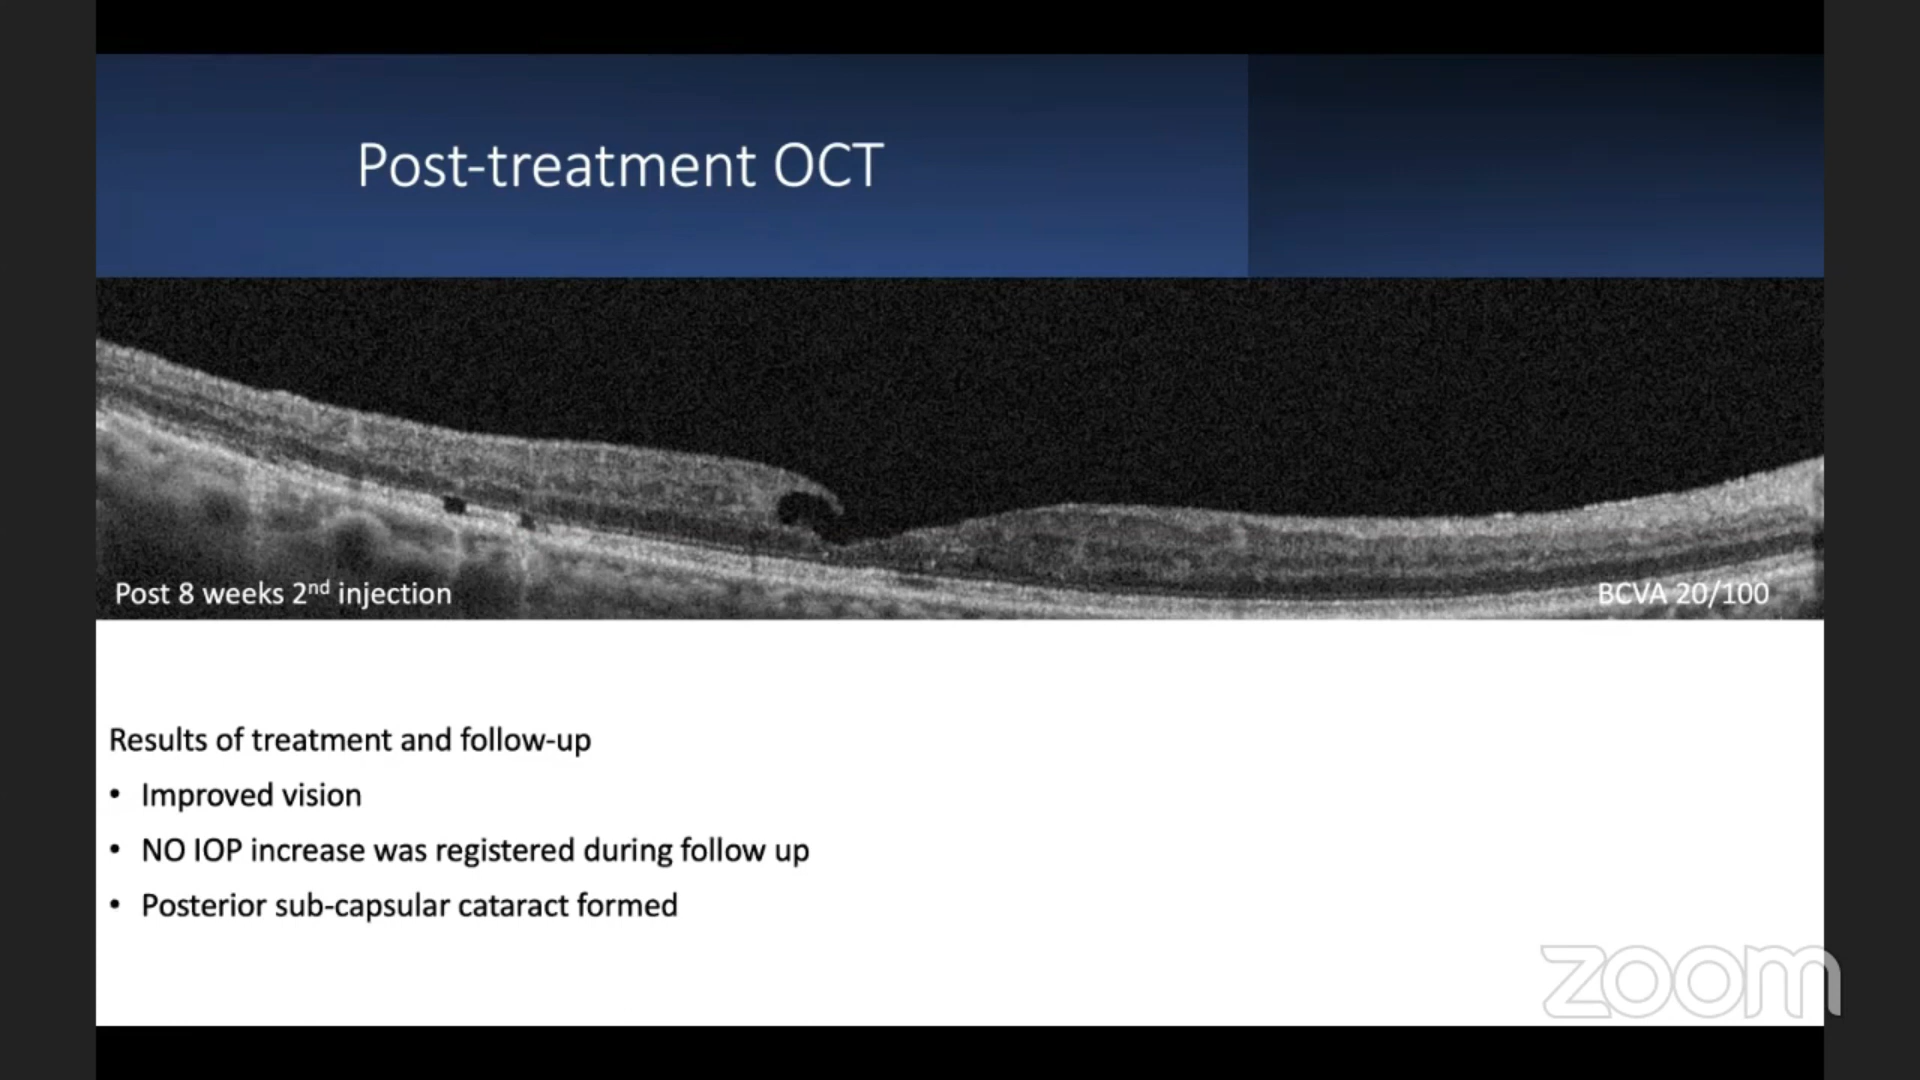 Post-treatment OCT
Post 8 weeks 2nd injection
BCVA 20/100
Results of treatment and follow-up
• Improved vision
• NO IOP increase was registered during follow up
• Posterior sub-capsular cataract formed
zoom